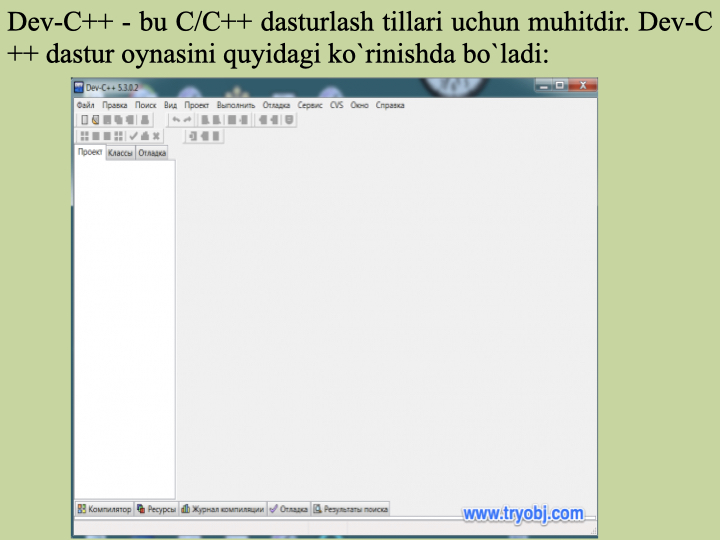 Dev-C++ - bu C/C++ dasturlash tillari uchun muhitdir. Dev-C
++ dastur oynasini quyidagi ko`rinishda bo`ladi:
Dev-C++ 5.3.0.2
Файл Правка Поиск Вид Проект Выполнить Отладка Сервис CVS Окно Справка
Проект Классы Отладка
Компилятор Ресурсы Журнал компиляции Отладка Результаты поиска
www.tryobj.com